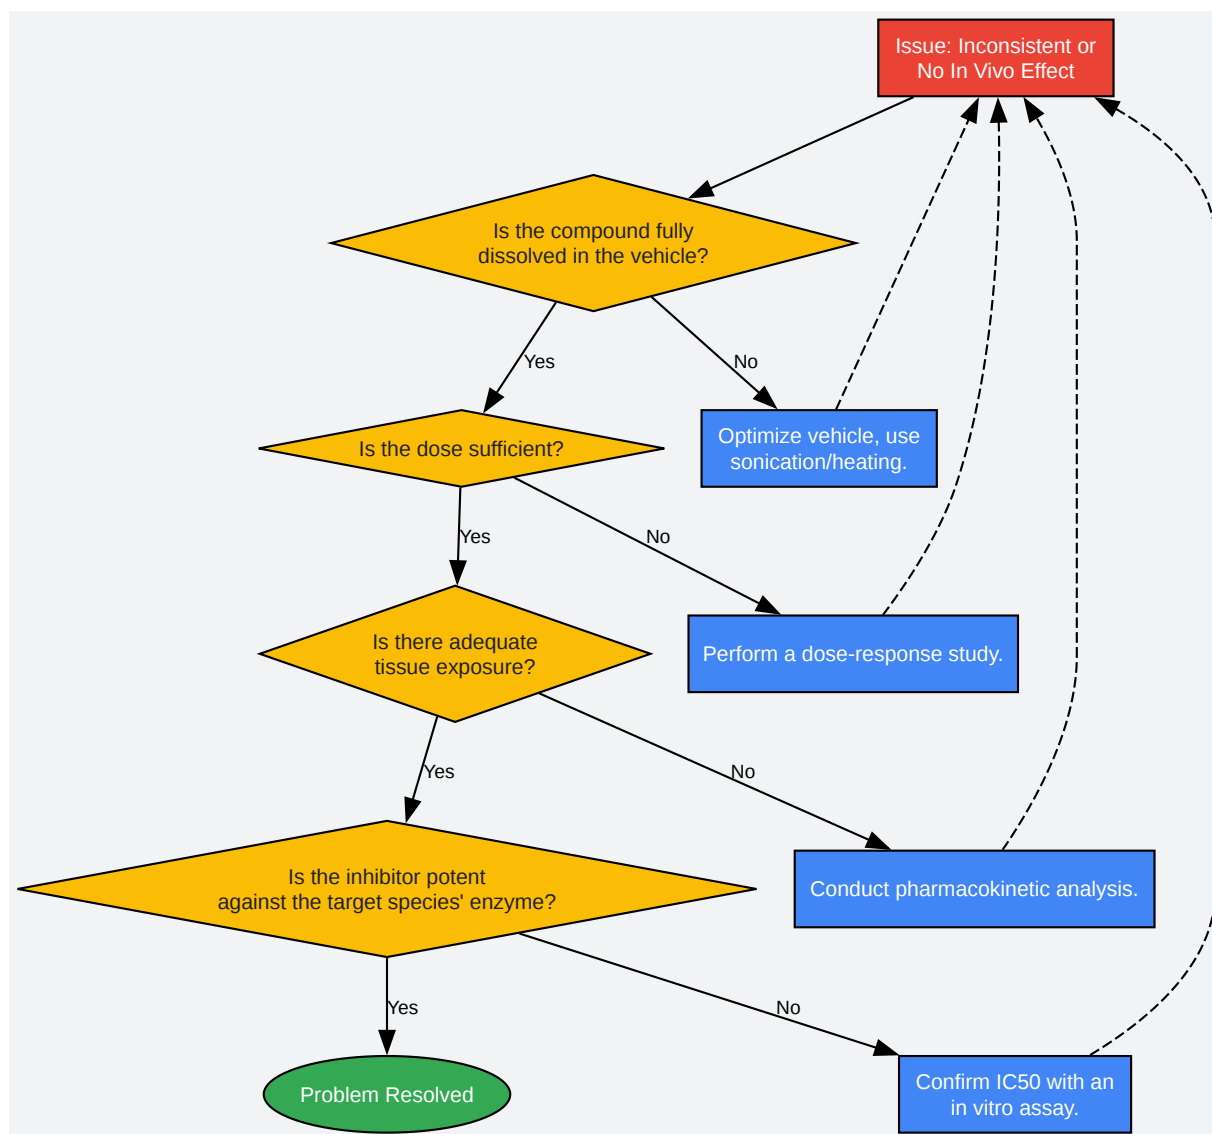 Issue: Inconsistent or
No In Vivo Effect
Is the compound fully
dissolved in the vehicle?
Yes
No
Is the dose sufficient?
Optimize vehicle, use
sonication/heating.
Yes
No
Is there adequate
tissue exposure?
Perform a dose-response study.
Yes
No
Is the inhibitor potent
against the target species' enzyme?
Conduct pharmacokinetic analysis.
Yes
No
Problem Resolved
Confirm IC50 with an
in vitro assay.